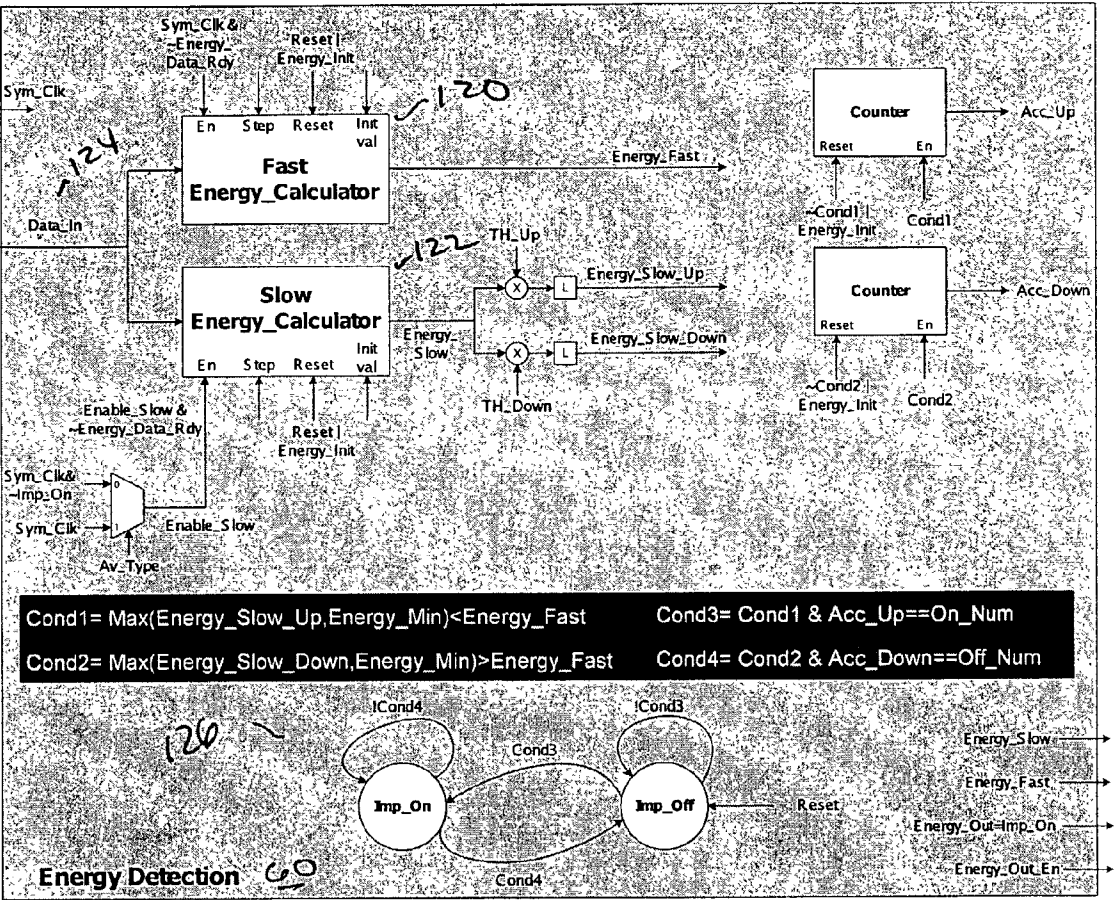 Sym_Clk &
~Energy_
Data_Rdy
Reset |
Energy_Init
Sym_Clk
120
En Step Reset Init
val
Fast
Energy_Calculator
Energy_Fast
124
Data_In
Counter
Acc_Up
Reset En
~Cond1 |
Energy_Init
Cond1
122
TH_Up
Slow
Energy_Calculator
En Step Reset Init
val
Energy_
Slow
X
L
Energy_Slow_Up
X
L
Energy_Slow_Down
TH_Down
Counter
Acc_Down
Reset En
~Cond2 |
Energy_Init
Cond2
Enable_Slow &
~Energy_Data_Rdy
Reset |
Energy_Init
Sym_Clk&
~Imp_On
0
Sym_Clk
1
Enable_Slow
Av_Type
Cond1= Max(Energy_Slow_Up,Energy_Min)<Energy_Fast Cond3= Cond1 & Acc_Up==On_Num
Cond2= Max(Energy_Slow_Down,Energy_Min)>Energy_Fast Cond4= Cond2 & Acc_Down==Off_Num
126
!Cond4
!Cond3
Cond3
Imp_On
Imp_Off
Reset
Cond4
Energy_Slow
Energy_Fast
Energy_Out=Imp_On
Energy_Out_En
Energy Detection 60